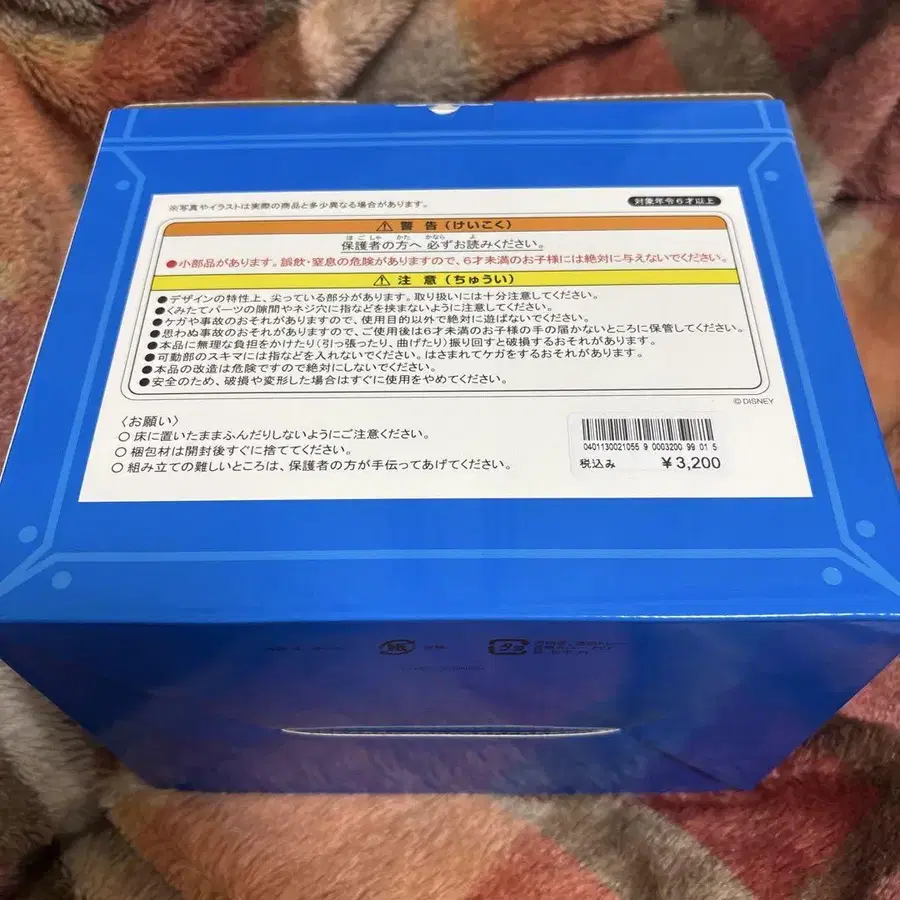 ※写真やイラストは実際の商品と多少異なる場合があります。
対象年令6才以上
⚠警告(けいこく)
ほごしゃ かた かなら よ
保護者の方へ 必ずお読みください。
●小部品があります。誤飲・窒息の危険がありますので、6才未満のお子様には絶対に与えないでください。
⚠注意(ちゅうい)
●デザインの特性上、尖っている部分があります。取り扱いには十分注意してください。
●くみたてパーツの隙間やネジ穴に指などを挟まないように注意してください。
●ケガや事故のおそれがありますので、使用目的以外で絶対に遊ばないでください。
●思わぬ事故のおそれがありますので、ご使用後は6才未満のお子様の手の届かないところに保管してください。
●本品に無理な負担をかけたり(引っ張ったり、曲げたり)振り回すと破損するおそれがあります。
●可動部のスキマには指などを入れないでください。はさまれてケガをするおそれがあります。
●本品の改造は危険ですので絶対にしないでください。
●安全のため、破損や変形した場合はすぐに使用をやめてください。
©DISNEY
〈お願い〉
○床に置いたままふんだりしないようにご注意ください。
○梱包材は開封後すぐに捨ててください。
○組み立ての難しいところは、保護者の方が手伝ってあげてください。
0401130021055 9 0003200 99 01 5
税込み ¥3,200
紙
プラ